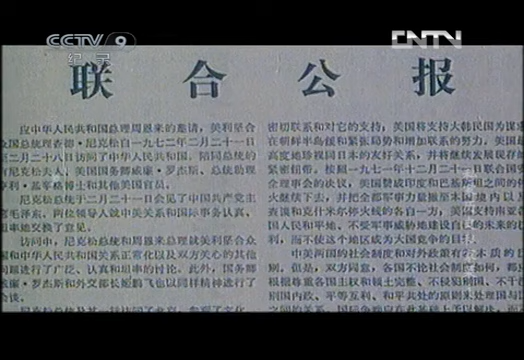 CCTV 9
纪录
CNTN
联合公报
应中华人民共和国总理周恩来的邀请，美利坚合
众国总统理查德·尼克松自一九七二年二月二十一日
至二月二十八日访问了中华人民共和国。陪同总统的
有尼克松夫人、美国国务卿威廉·罗杰斯、总统助理
亨利·基辛格博士和其他美国官员。
尼克松总统于二月二十一日会见了中国共产党主
席毛泽东。两位领导人就中美关系和国际事务认真、
坦率地交换了意见。
访问中，尼克松总统和周恩来总理就美利坚合众
国和中华人民共和国关系正常化以及双方关心的其他
问题进行了广泛、认真和坦率的讨论。此外，国务卿
威廉·罗杰斯和外交部长姬鹏飞也以同样精神进行了
会谈。
密切联系和对它的支持；美国将支持大韩民国为谋求
在朝鲜半岛缓和紧张局势和增加联系的努力。美国最
高度地珍视同日本的友好关系，并将继续发展现存的
紧密纽带。按照一九七一年十二月二十一日联合国安
全理事会的决议，美国赞成印度和巴基斯坦之间的停
火继续下去，并把全部军事力量撤至本国境内以及
查谟和克什米尔停火线的各自一方；美国支持南亚各
国人民和平地、不受军事威胁地建设自己的未来的权
利，而不使这个地区成为大国竞争的目标。
中美两国的社会制度和对外政策有着本质的区
别。但是，双方同意，各国不论社会制度如何，都应
根据尊重各国主权和领土完整、不侵犯别国、不干涉
别国内政、平等互利、和平共处的原则来处理国与国
之间的关系。国际争端应在此基础上予以解决，而不